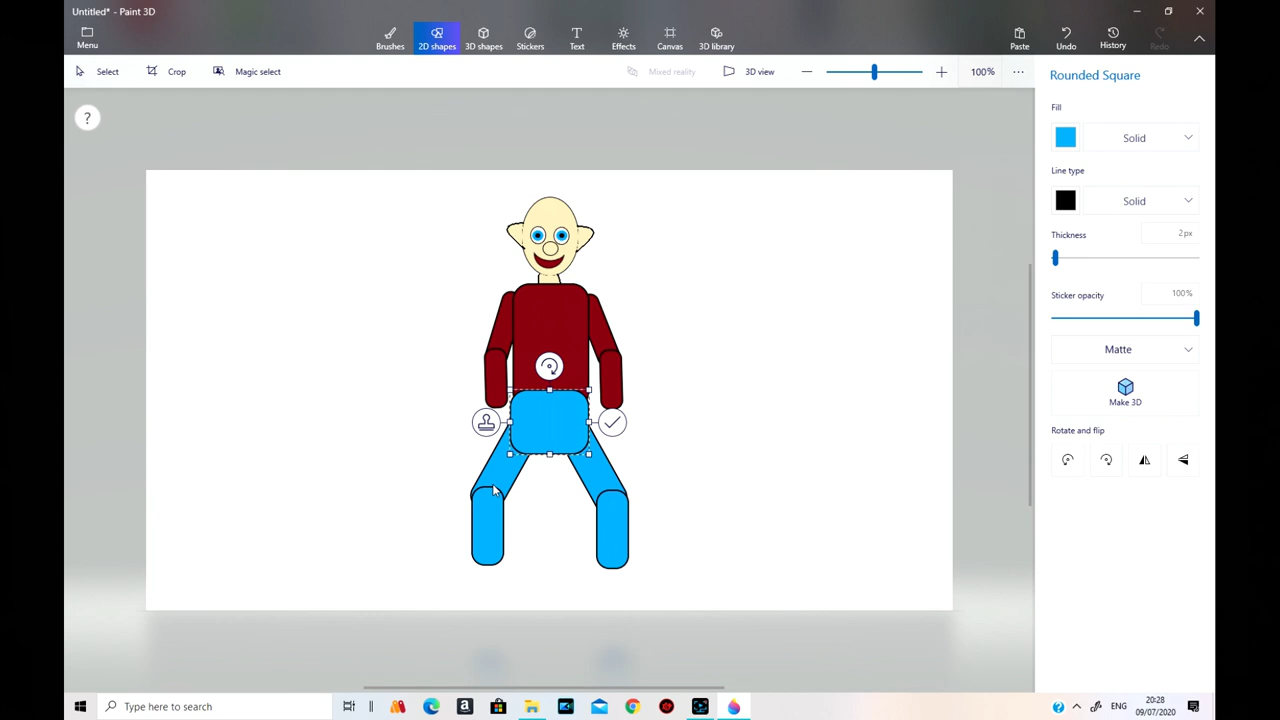 Untitled* - Paint 3D
Menu
Brushes
2D shapes
3D shapes
Stickers
Text
Effects
Canvas
3D library
Paste
Undo
History
Redo
Select
Crop
Magic select
Mixed reality
3D view
100%
Rounded Square
Fill
Solid
Line type
Solid
Thickness
2px
Sticker opacity
100%
Matte
Make 3D
Rotate and flip
?
Type here to search
ENG
20:28
09/07/2020